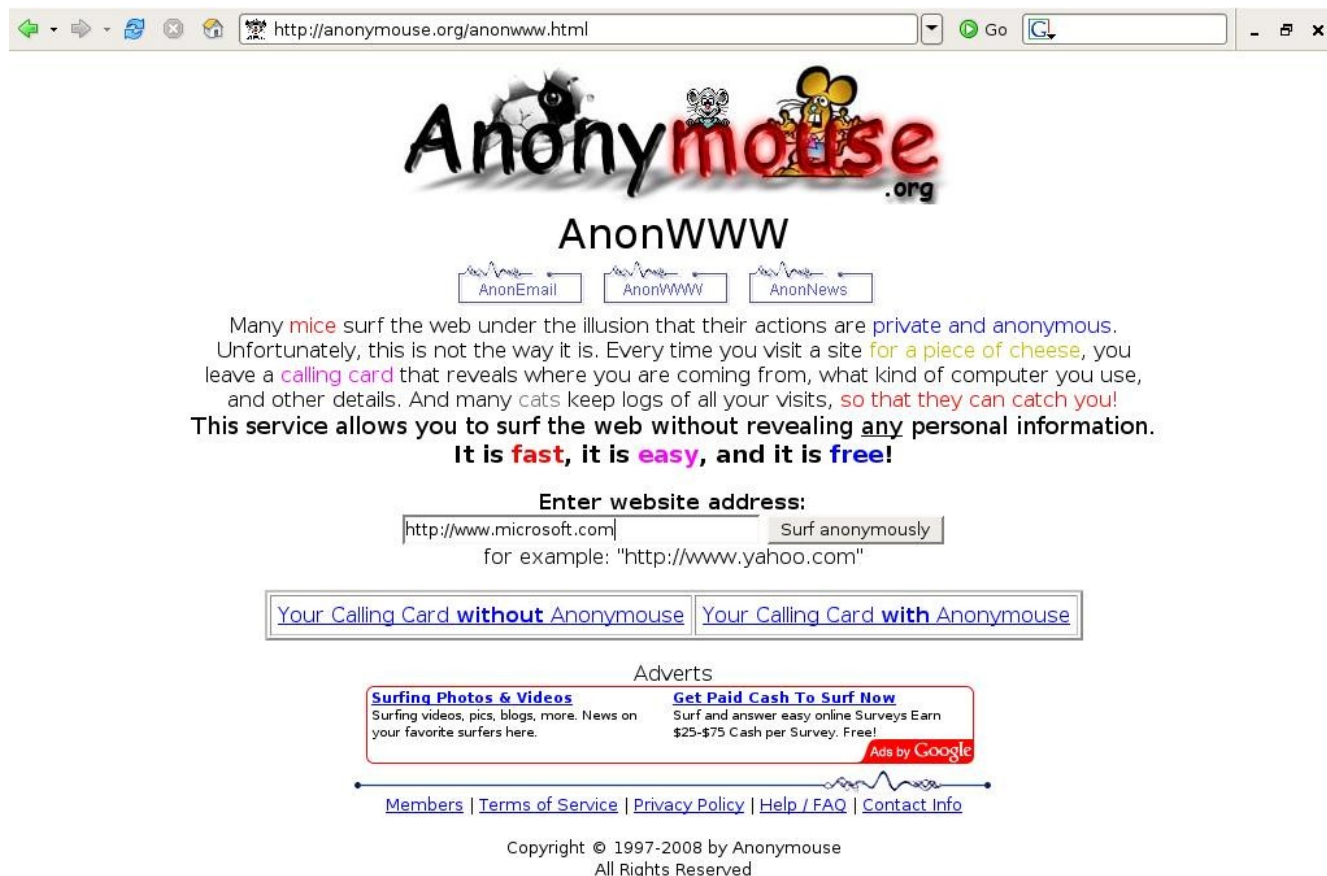 http://anonymouse.org/anonwww.html Go G
Anonymouse
.org
AnonWWW
AnonEmail AnonWWW AnonNews
Many mice surf the web under the illusion that their actions are private and anonymous.
Unfortunately, this is not the way it is. Every time you visit a site for a piece of cheese, you
leave a calling card that reveals where you are coming from, what kind of computer you use,
and other details. And many cats keep logs of all your visits, so that they can catch you!
This service allows you to surf the web without revealing any personal information.
It is fast, it is easy, and it is free!
Enter website address:
http://www.microsoft.com Surf anonymously
for example: "http://www.yahoo.com"
Your Calling Card without Anonymouse Your Calling Card with Anonymouse
Adverts
Surfing Photos & Videos Get Paid Cash To Surf Now
Surfing videos, pics, blogs, more. News on Surf and answer easy online Surveys Earn
your favorite surfers here. $25-$75 Cash per Survey. Free!
Ads by Google
Members | Terms of Service | Privacy Policy | Help / FAQ | Contact Info
Copyright © 1997-2008 by Anonymouse
All Rights Reserved